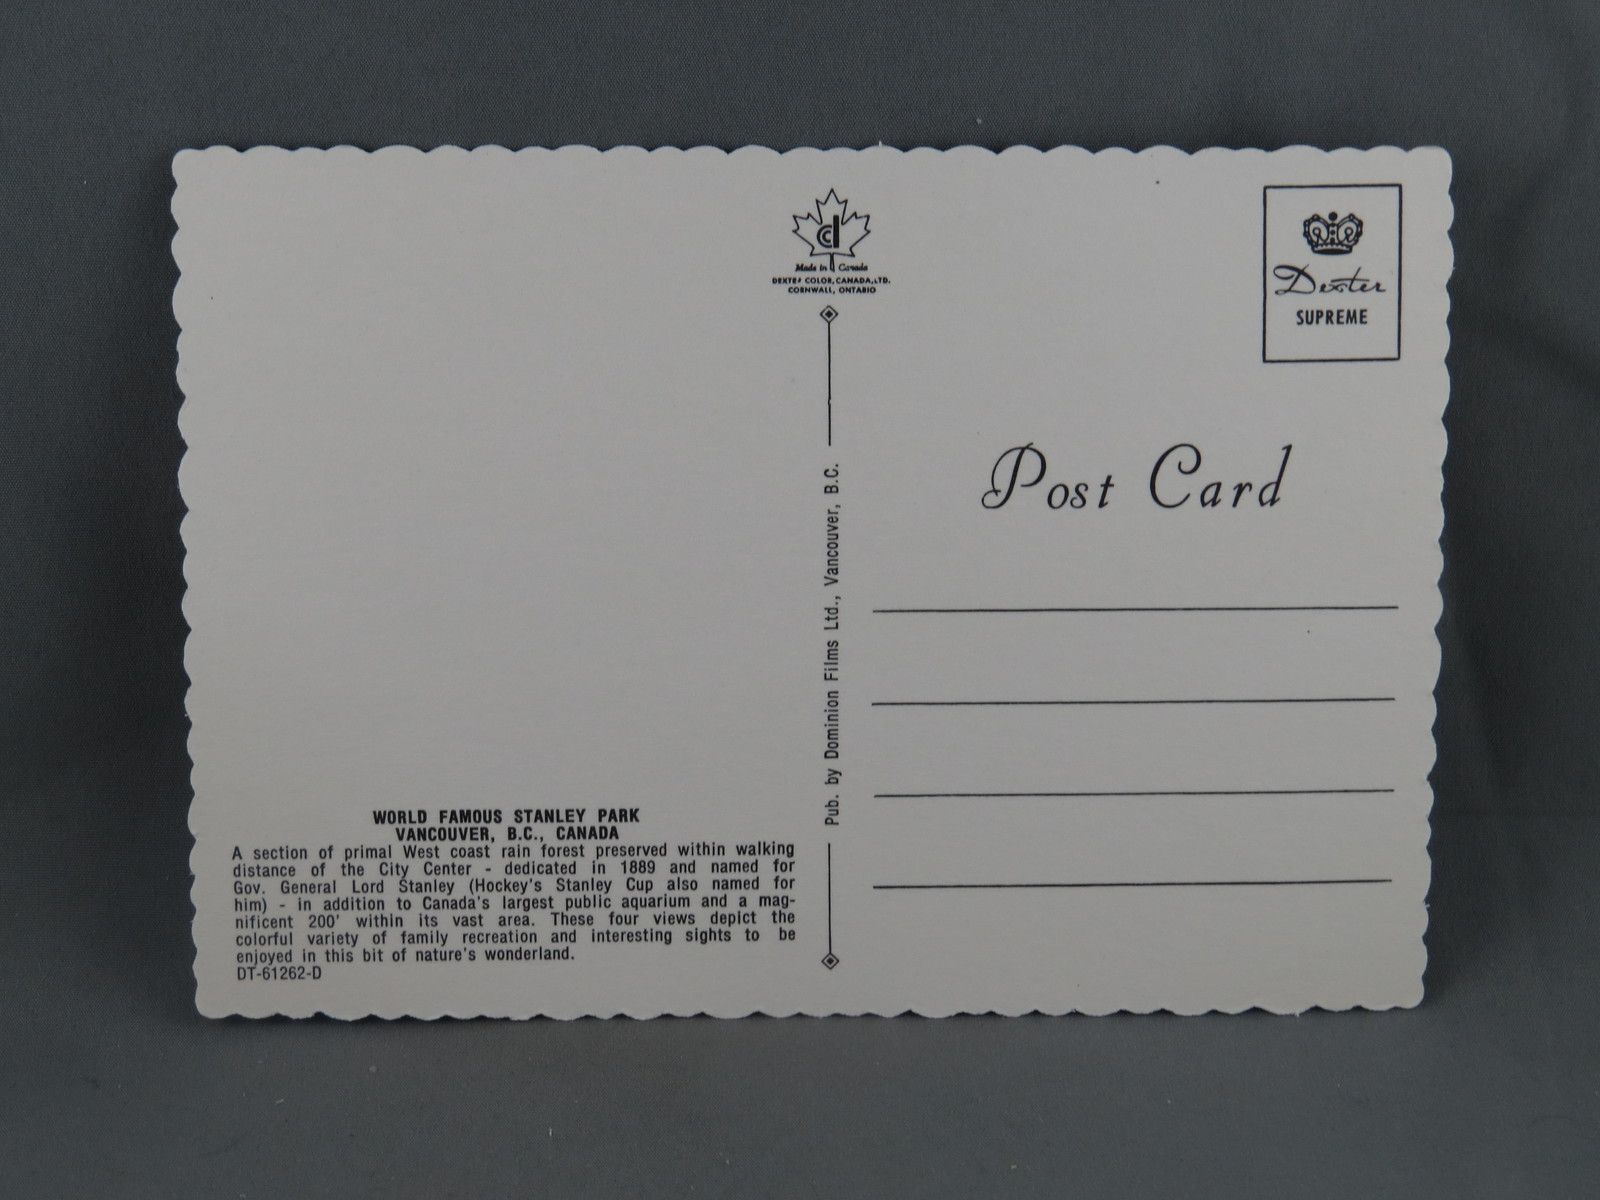 WORLD FAMOUS STANLEY PARK
VANCOUVER, B.C., CANADA
A section of primal West coast rain forest preserved within walking
distance of the City Center - dedicated in 1889 and named for
Gov. General Lord Stanley (Hockey's Stanley Cup also named for
him) - in addition to Canada's largest public aquarium and a mag-
nificent 200' within its vast area. These four views depict the
colorful variety of family recreation and interesting sights to be
enjoyed in this bit of nature's wonderland.
DT-61262-D
Made in Canada
DEXTER COLOR, CANADA, LTD.
CORNWALL, ONTARIO
Pub. by Dominion Films Ltd., Vancouver, B.C.
Dexter
SUPREME
Post Card